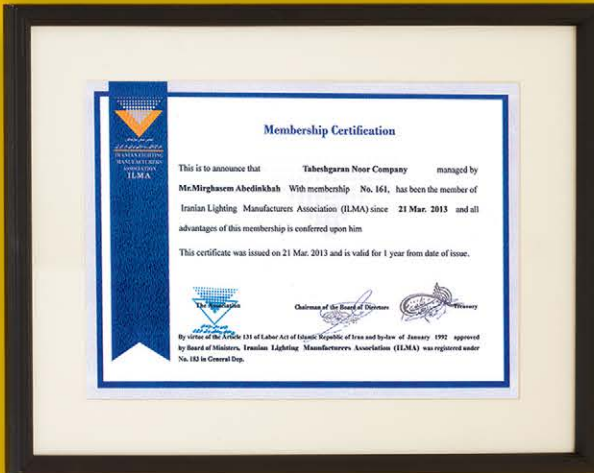 IRANIAN LIGHTING
MANUFACTURERS
ASSOCIATION
ILMA
Membership Certification
This is to announce that Tabeshgaran Noor Company managed by
Mr.Mirghasem Abedinkhah With membership No. 161, has been the member of
Iranian Lighting Manufacturers Association (ILMA) since 21 Mar. 2013 and all
advantages of this membership is conferred upon him
This certificate was issued on 21 Mar. 2013 and is valid for 1 year from date of issue.
The Association Chairman of the Board of Directors Treasury
By virtue of the Article 131 of Labor Act of Islamic Republic of Iran and by-law of January 1992 approved
by Board of Ministers, Iranian Lighting Manufacturers Association (ILMA) was registered under
No. 183 in General Dep.